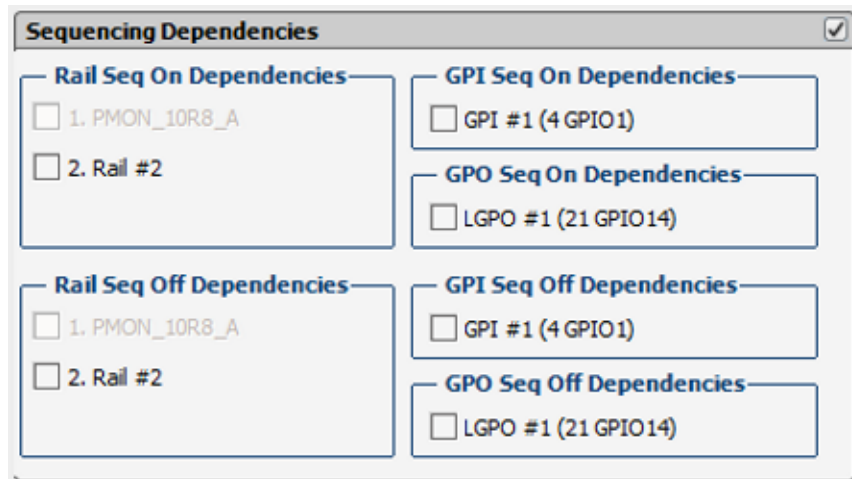 Sequencing Dependencies
Rail Seq On Dependencies
1. PMON_10R8_A
2. Rail #2
GPI Seq On Dependencies
GPI #1 (4 GPIO1)
GPO Seq On Dependencies
LGPO #1 (21 GPIO14)
Rail Seq Off Dependencies
1. PMON_10R8_A
2. Rail #2
GPI Seq Off Dependencies
GPI #1 (4 GPIO1)
GPO Seq Off Dependencies
LGPO #1 (21 GPIO14)